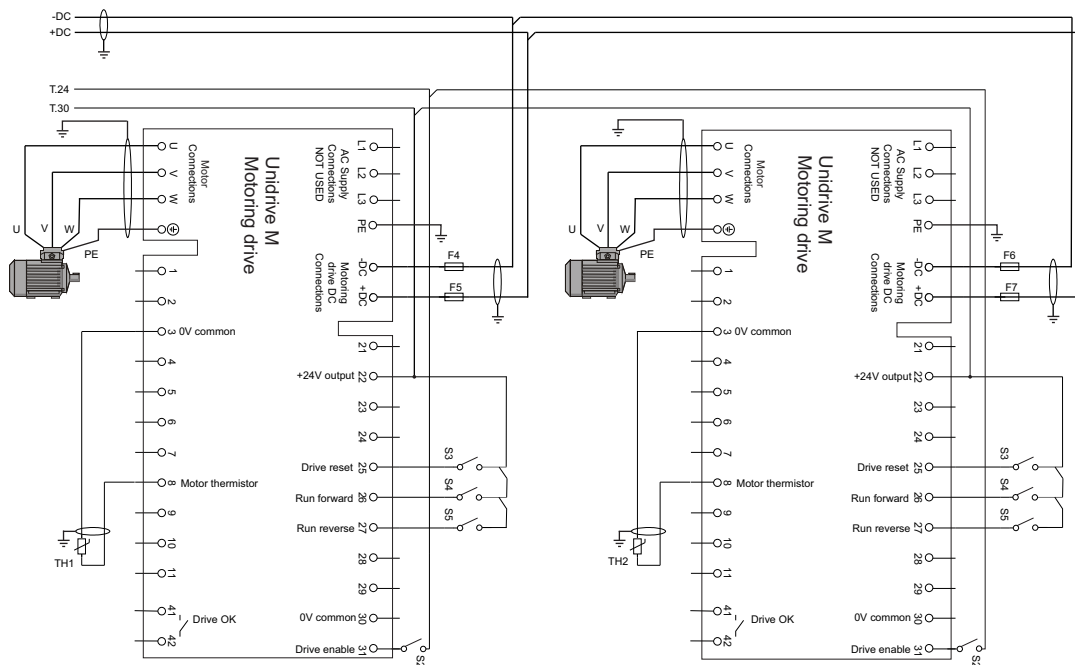 -DC
+DC
T.24
T.30
U
V
W
PE
U
V
W
Motor
Connections
Unidrive M
Motoring drive
AC Supply
Connections
NOT USED
L1
L2
L3
PE
Motoring
drive DC
Connections
-DC
+DC
F4
F5
1
2
3
0V common
4
5
6
7
8
Motor thermistor
9
10
11
41
42
Drive OK
TH1
21
+24V output
22
23
24
Drive reset
25
Run forward
26
Run reverse
27
28
29
0V common
30
Drive enable
31
S3
S4
S5
U
V
W
PE
U
V
W
Motor
Connections
Unidrive M
Motoring drive
AC Supply
Connections
NOT USED
L1
L2
L3
PE
Motoring
drive DC
Connections
-DC
+DC
F6
F7
1
2
3
0V common
4
5
6
7
8
Motor thermistor
9
10
11
41
42
Drive OK
TH2
21
+24V output
22
23
24
Drive reset
25
Run forward
26
Run reverse
27
28
29
0V common
30
Drive enable
31
S3
S4
S5